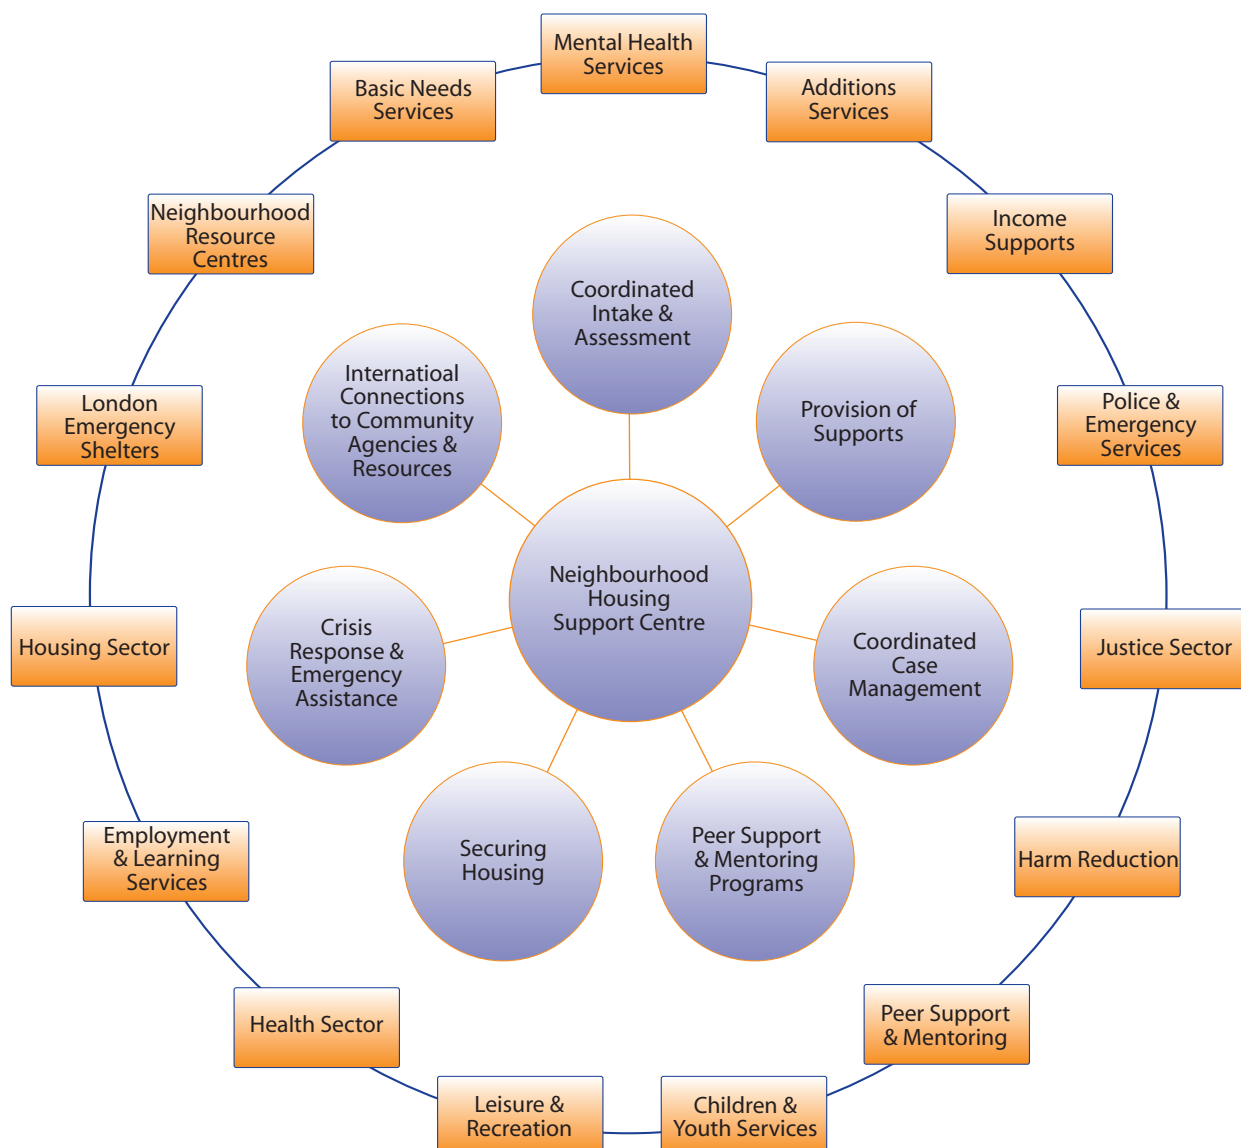 Mental Health
Services
Additions
Services
Income
Supports
Police &
Emergency
Services
Justice Sector
Harm Reduction
Peer Support
& Mentoring
Children &
Youth Services
Leisure &
Recreation
Health Sector
Employment
& Learning
Services
Housing Sector
London
Emergency
Shelters
Neighbourhood
Resource
Centres
Basic Needs
Services
Coordinated
Intake &
Assessment
Provision of
Supports
Coordinated
Case
Management
Peer Support
& Mentoring
Programs
Securing
Housing
Crisis
Response &
Emergency
Assistance
Internatioal
Connections
to Community
Agencies &
Resources
Neighbourhood
Housing
Support Centre